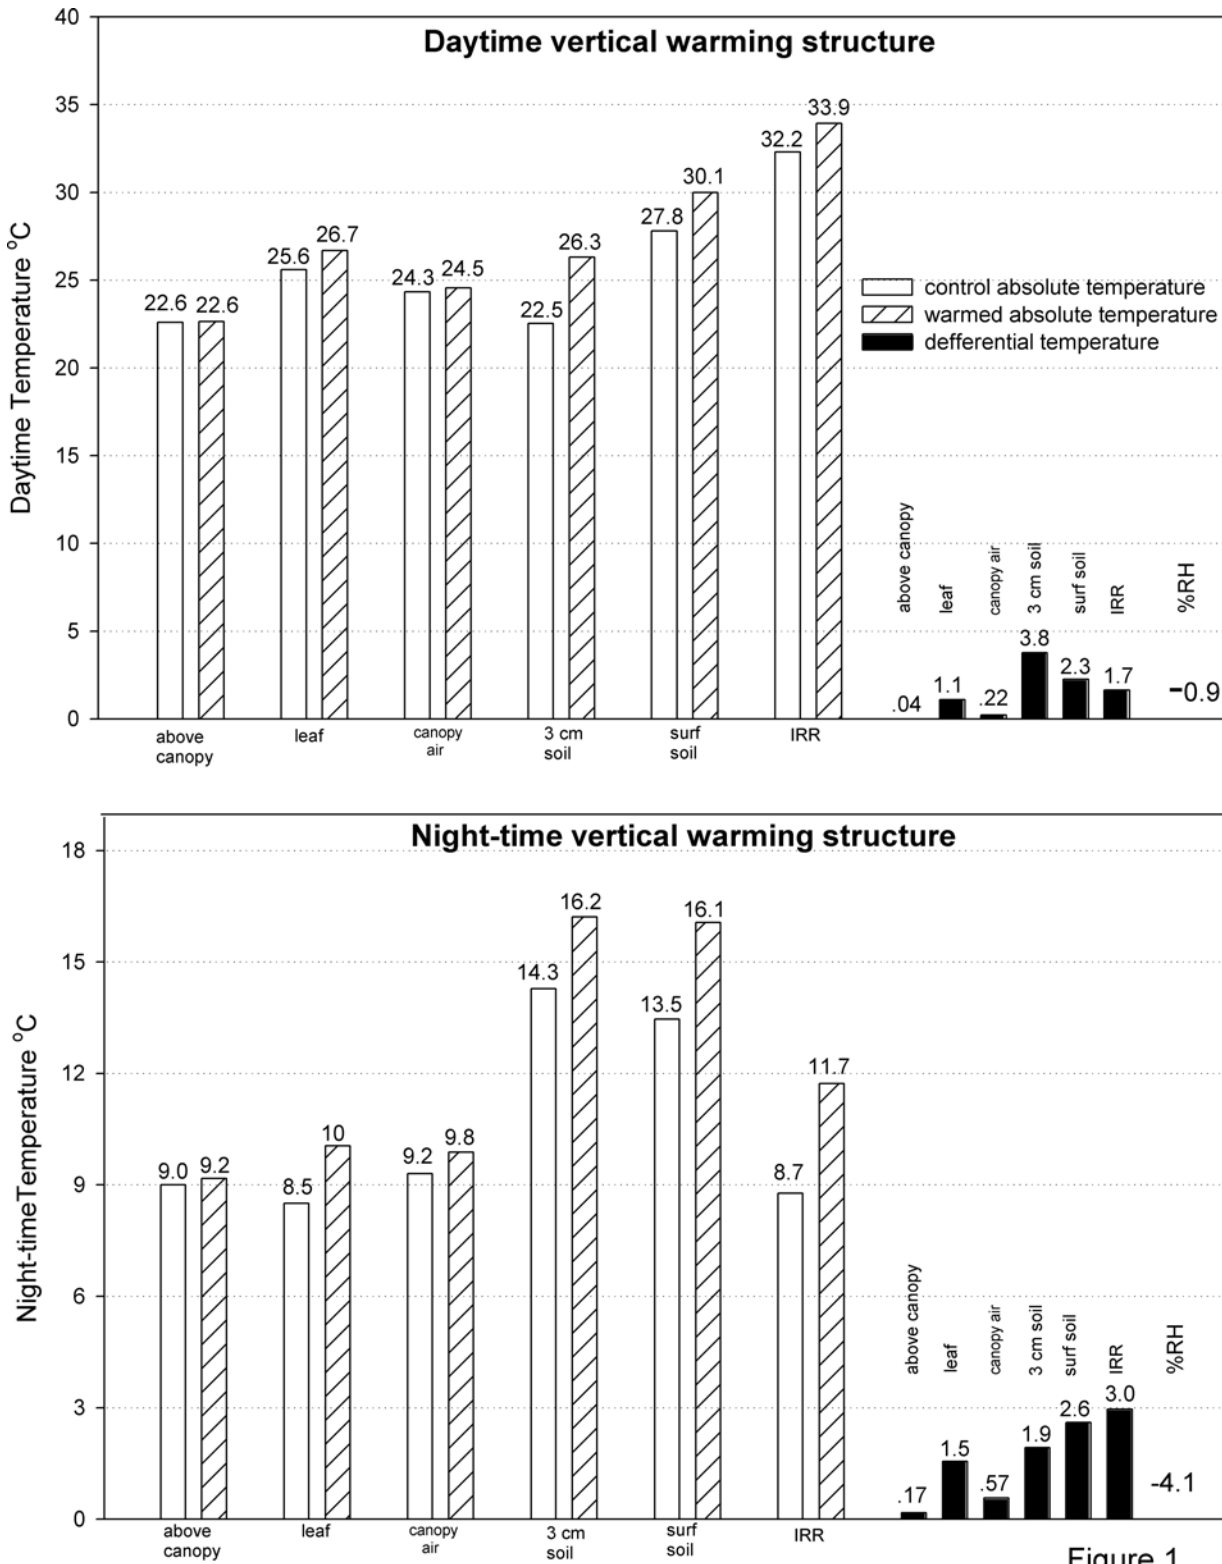 Daytime vertical warming structure
40
35
30
25
20
15
10
5
0
Daytime Temperature °C
22.6 22.6
25.6 26.7
24.3 24.5
22.5 26.3
27.8 30.1
32.2 33.9
control absolute temperature
warmed absolute temperature
defferential temperature
above canopy
leaf
canopy air
3 cm soil
surf soil
IRR
%RH
.04
1.1
.22
3.8
2.3
1.7
-0.9
above
canopy
leaf
canopy
air
3 cm
soil
surf
soil
IRR
Night-time vertical warming structure
18
15
12
9
6
3
0
Night-timeTemperature °C
9.0 9.2
8.5 10
9.2 9.8
14.3 16.2
13.5 16.1
8.7 11.7
above canopy
leaf
canopy air
3 cm soil
surf soil
IRR
%RH
.17
1.5
.57
1.9
2.6
3.0
-4.1
above
canopy
leaf
canopy
air
3 cm
soil
surf
soil
IRR
Figure 1